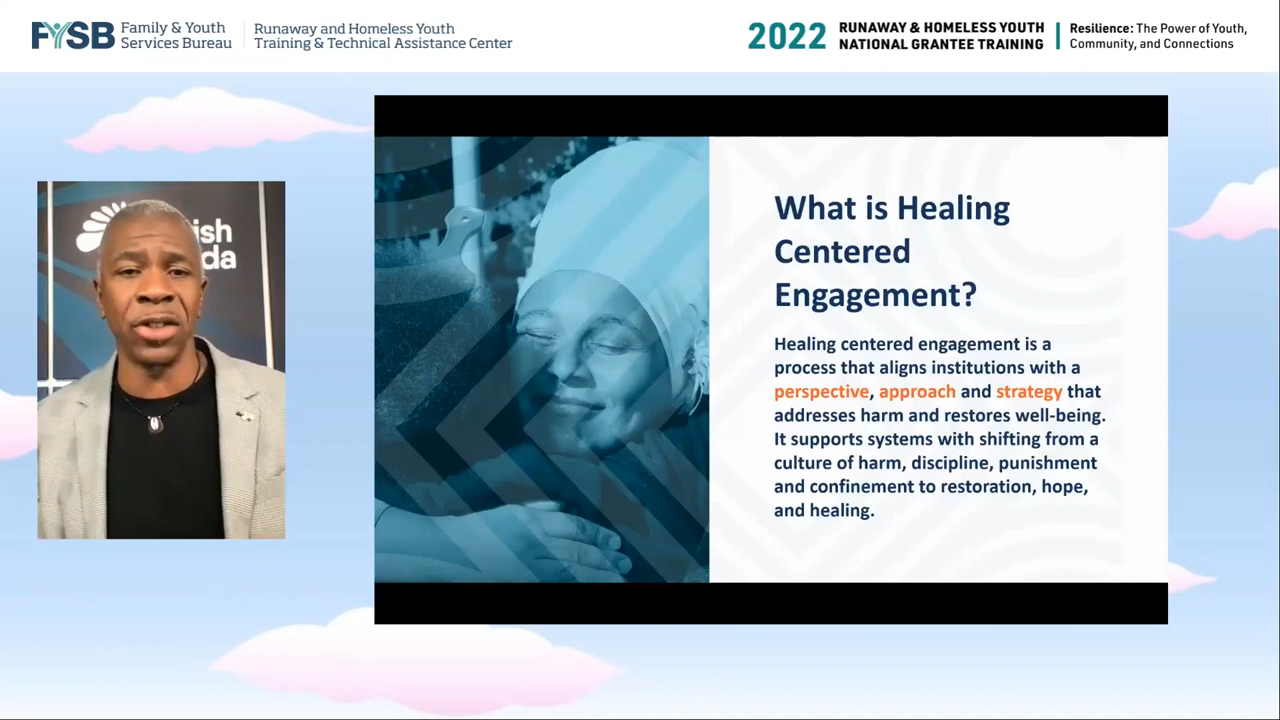 FYSB
Family & Youth
Services Bureau
Runaway and Homeless Youth
Training & Technical Assistance Center
2022
RUNAWAY & HOMELESS YOUTH
NATIONAL GRANTEE TRAINING
Resilience: The Power of Youth,
Community, and Connections
What is Healing
Centered
Engagement?
Healing centered engagement is a
process that aligns institutions with a
perspective, approach and strategy that
addresses harm and restores well-being.
It supports systems with shifting from a
culture of harm, discipline, punishment
and confinement to restoration, hope,
and healing.